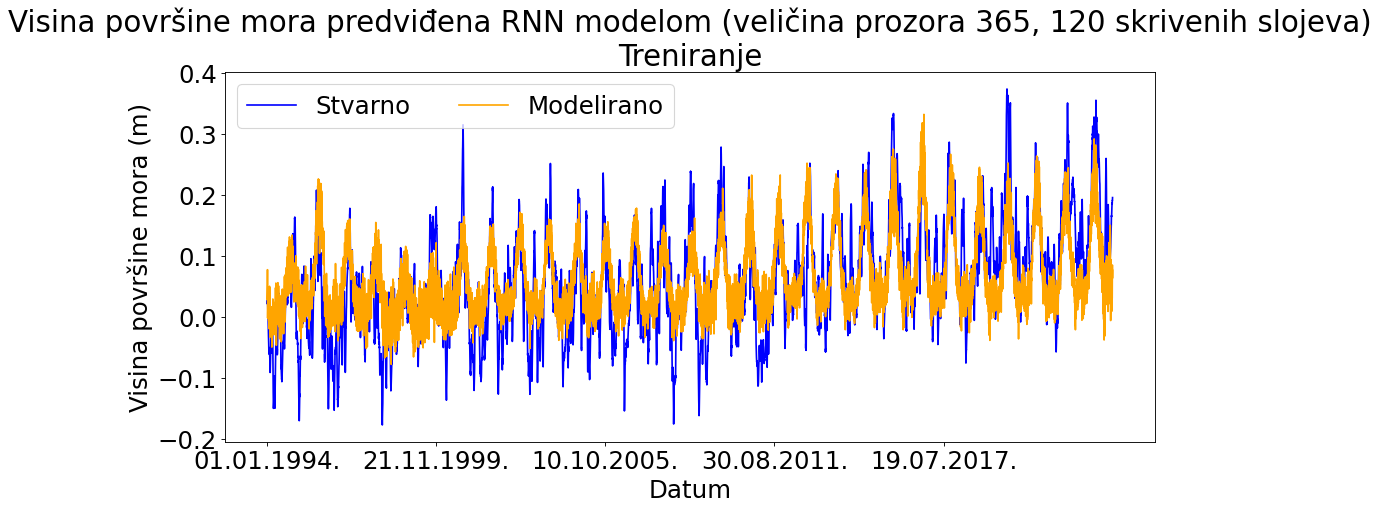 Visina površine mora predviđena RNN modelom (veličina prozora 365, 120 skrivenih slojeva)
Treniranje
Stvarno
Modelirano
Visina površine mora (m)
0.4
0.3
0.2
0.1
0.0
−0.1
−0.2
01.01.1994.
21.11.1999.
10.10.2005.
30.08.2011.
19.07.2017.
Datum